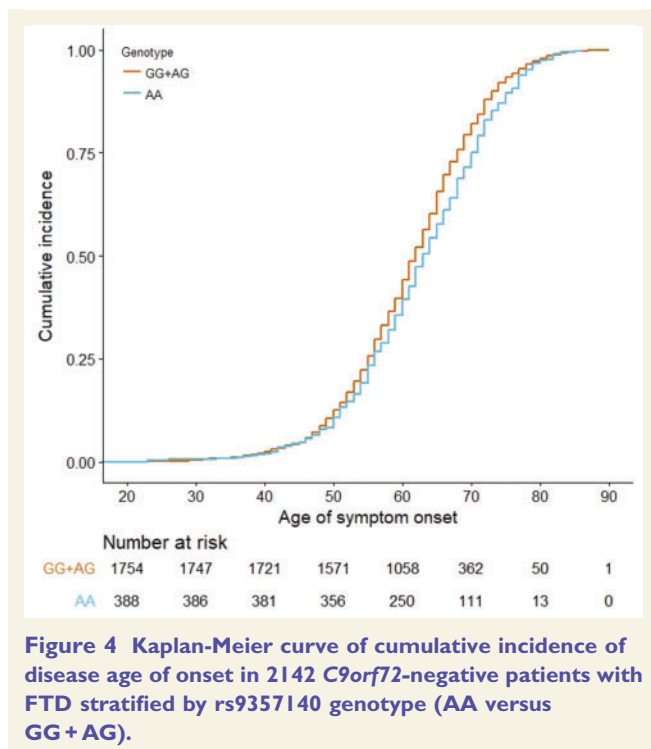 Genotype
GG+AG
AA
1.00
0.75
0.50
0.25
0.00
Cumulative incidence
20 30 40 50 60 70 80 90
Age of symptom onset
Number at risk
GG+AG 1754 1747 1721 1571 1058 362 50 1
AA 388 386 381 356 250 111 13 0
Figure 4 Kaplan-Meier curve of cumulative incidence of
disease age of onset in 2142 C9orf72-negative patients with
FTD stratified by rs9357140 genotype (AA versus
GG + AG).